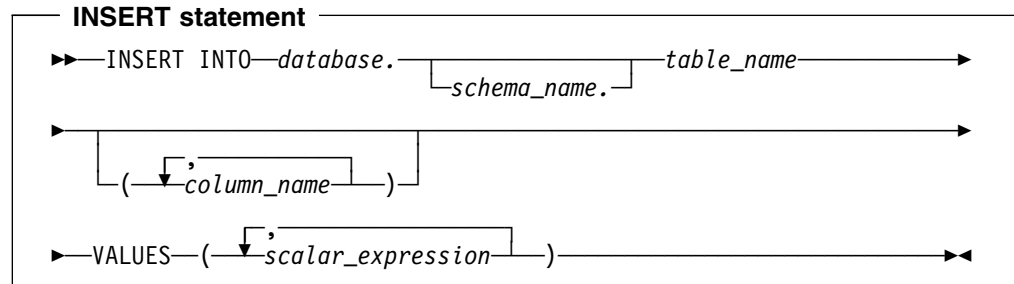 INSERT statement
INSERT INTO database. table_name
schema_name.
,
( column_name )
,
VALUES ( scalar_expression )